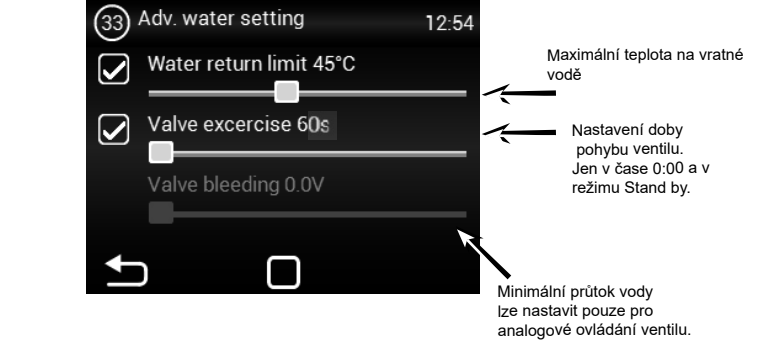 33 Adv. water setting 12:54
Water return limit 45°C
Valve excercise 60s
Valve bleeding 0.0V
Maximální teplota na vratné
vodě
Nastavení doby
pohybu ventilu.
Jen v čase 0:00 a v
režimu Stand by.
Minimální průtok vody
lze nastavit pouze pro
analogové ovládání ventilu.